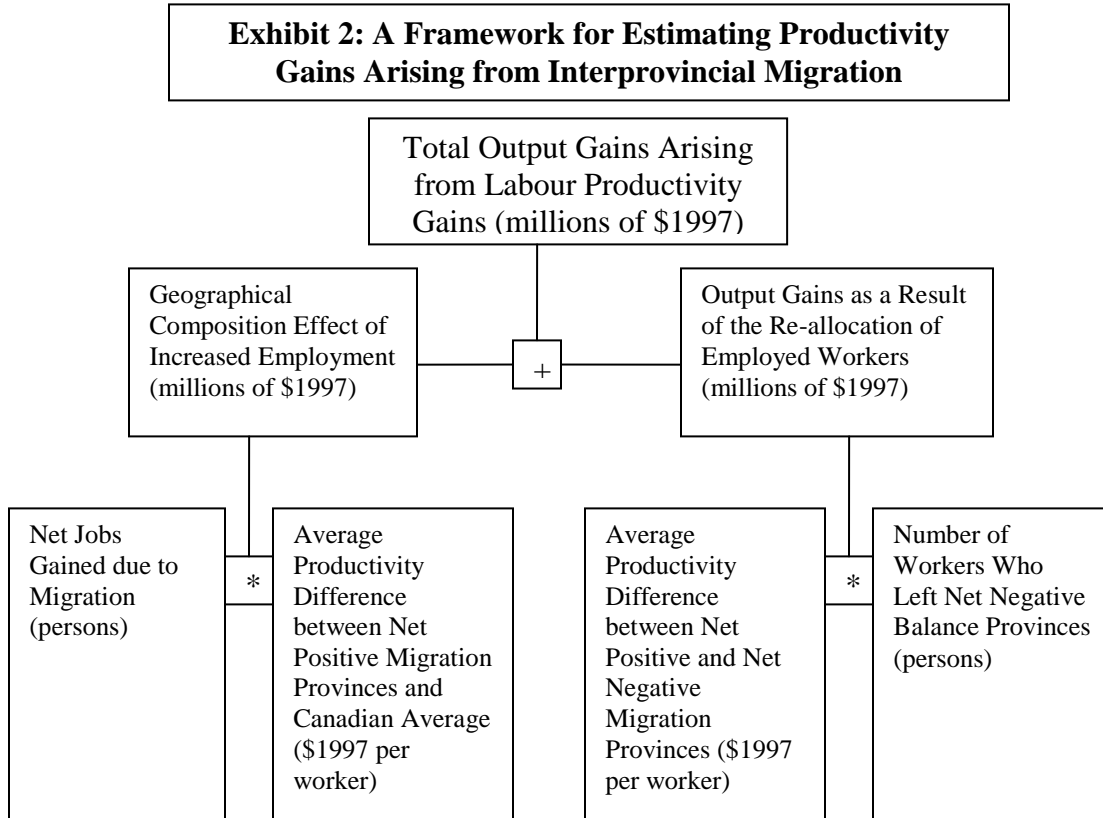 Exhibit 2: A Framework for Estimating Productivity
Gains Arising from Interprovincial Migration
Total Output Gains Arising
from Labour Productivity
Gains (millions of $1997)
Geographical
Composition Effect of
Increased Employment
(millions of $1997)
+
Output Gains as a Result
of the Re-allocation of
Employed Workers
(millions of $1997)
Net Jobs
Gained due to
Migration
(persons)
*
Average
Productivity
Difference
between Net
Positive Migration
Provinces and
Canadian Average
($1997 per
worker)
Average
Productivity
Difference
between Net
Positive and Net
Negative
Migration
Provinces ($1997
per worker)
*
Number of
Workers Who
Left Net Negative
Balance Provinces
(persons)